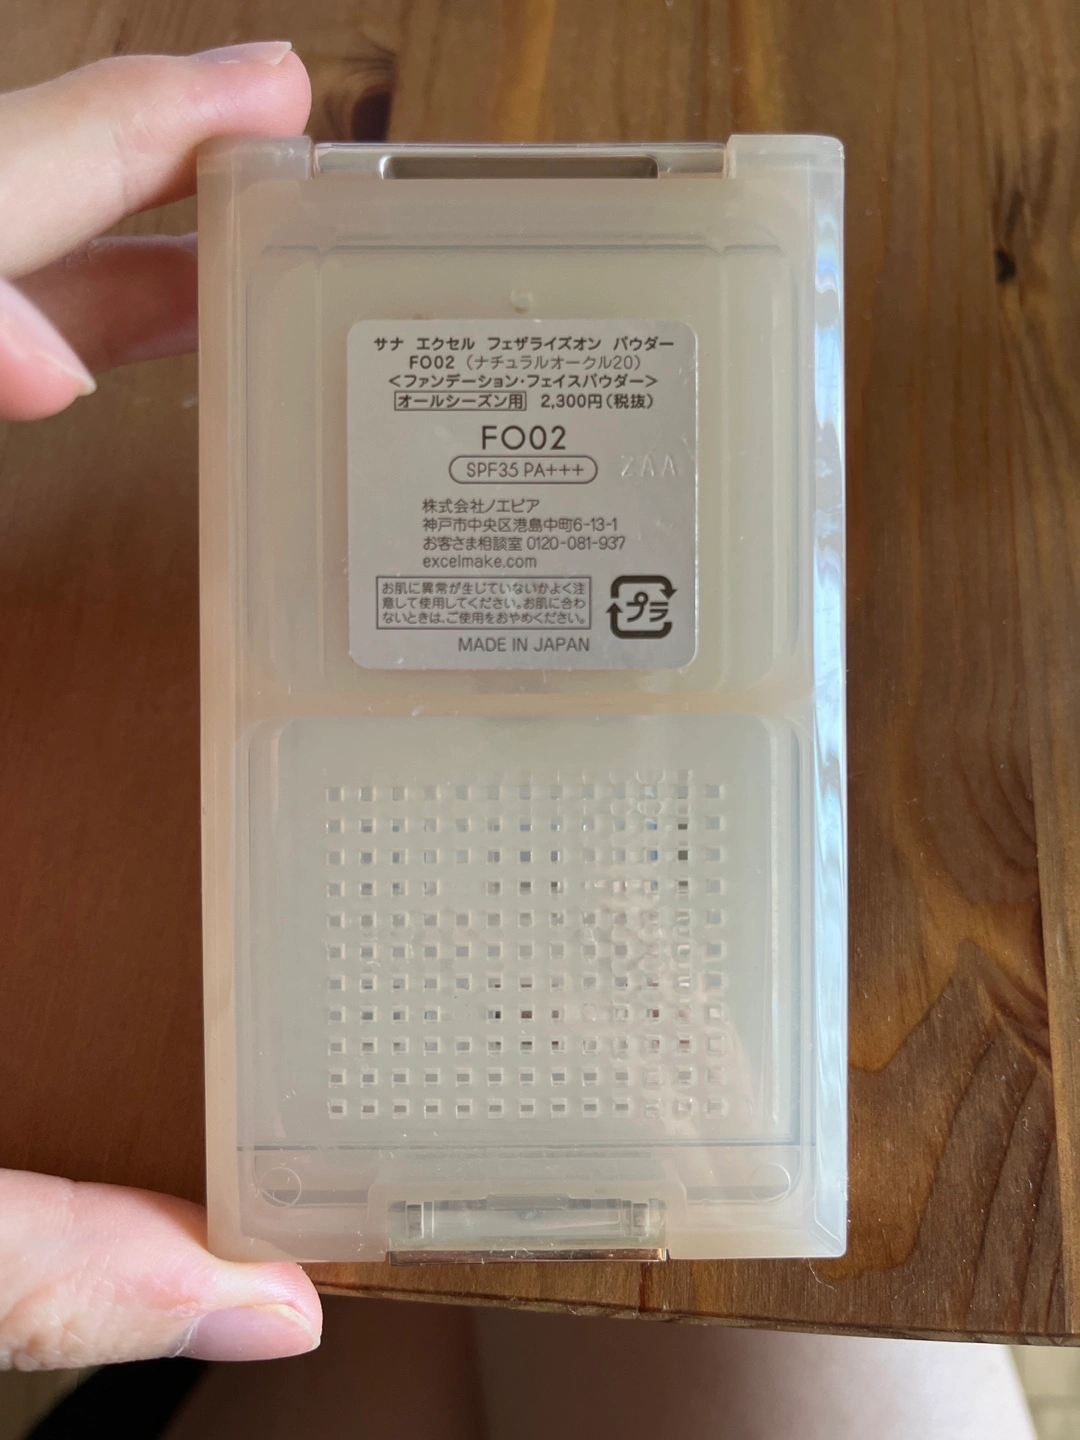 サナ エクセル フェザライズオン パウダー
FO02（ナチュラルオークル20）
＜ファンデーション・フェイスパウダー＞
オールシーズン用 2,300円（税抜）
FO02
SPF35 PA+++
2AA
株式会社ノエビア
神戸市中央区港島中町6-13-1
お客さま相談室 0120-081-937
excelmake.com
お肌に異常が生じていないかよく注
意して使用してください。お肌に合わ
ないときは、ご使用をおやめください。
プラ
MADE IN JAPAN